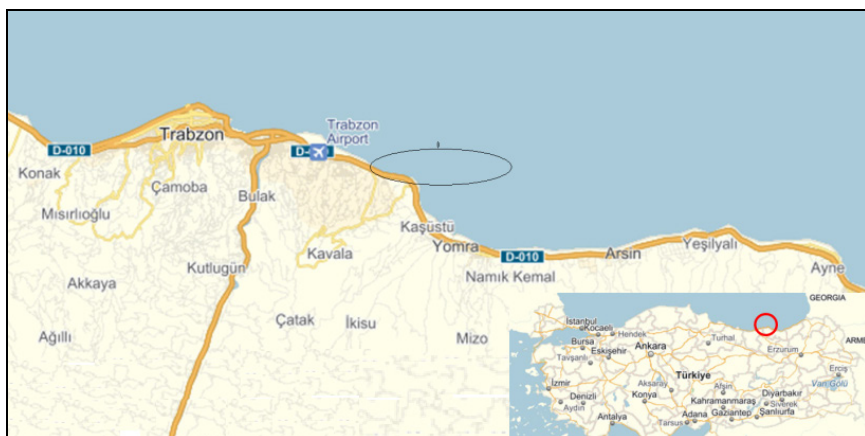 Trabzon
Airport
Trabzon
D-010
Konak
Çamoba
Bulak
Mısırlıoğlu
Kaşüstü
Yomra
D-010
Arsin
Yeşilyalı
Ayne
Kavala
Kutlugün
Namık Kemal
Akkaya
Çatak
İkisu
Mizo
Ağıllı
GEORGIA
İstanbul
Kocaeli
Hendek
Bursa
Turhal
Ankara
Tavşanlı
Eskişehir
Erzurum
Türkiye
Erciş
Van Gölü
İzmir
Aksaray
Afşin
Denizli
Konya
Kahramanmaraş
Diyarbakır
Siverek
Aydın
Gaziantep
Şanlıurfa
Antalya
Tarsus
Adana